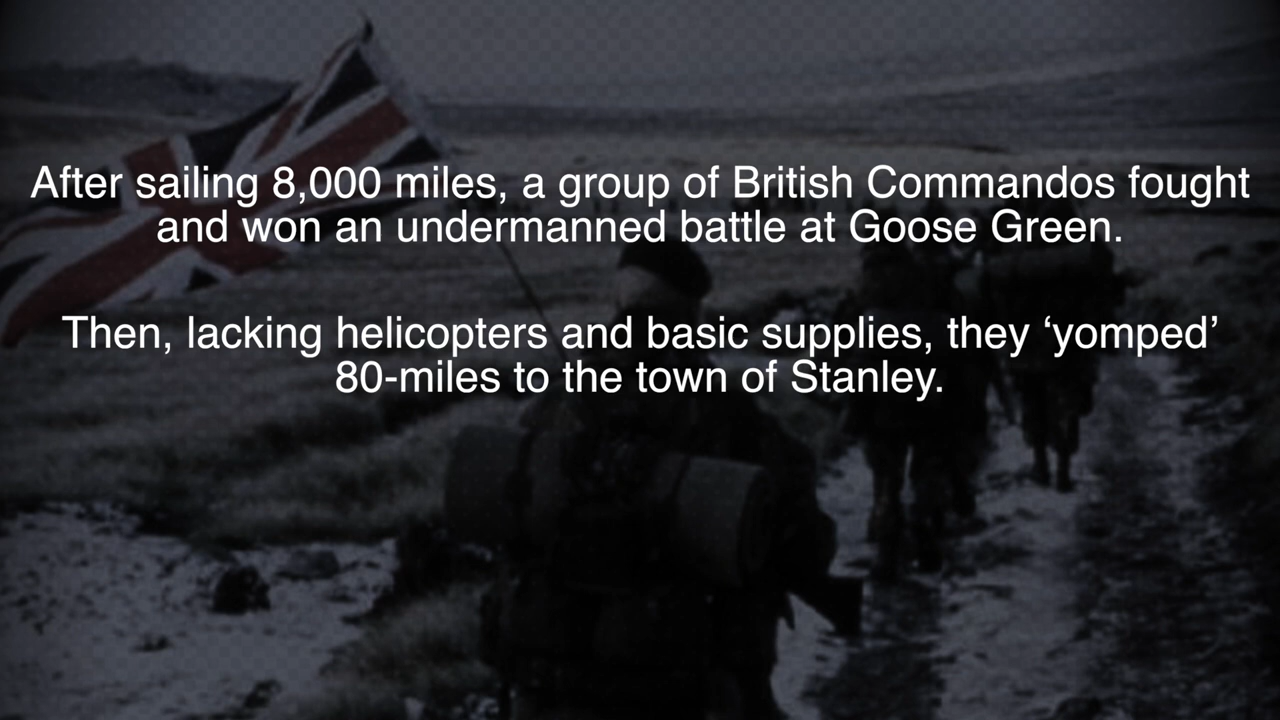 After sailing 8,000 miles, a group of British Commandos fought
and won an undermanned battle at Goose Green.
Then, lacking helicopters and basic supplies, they ‘yomped’
80-miles to the town of Stanley.